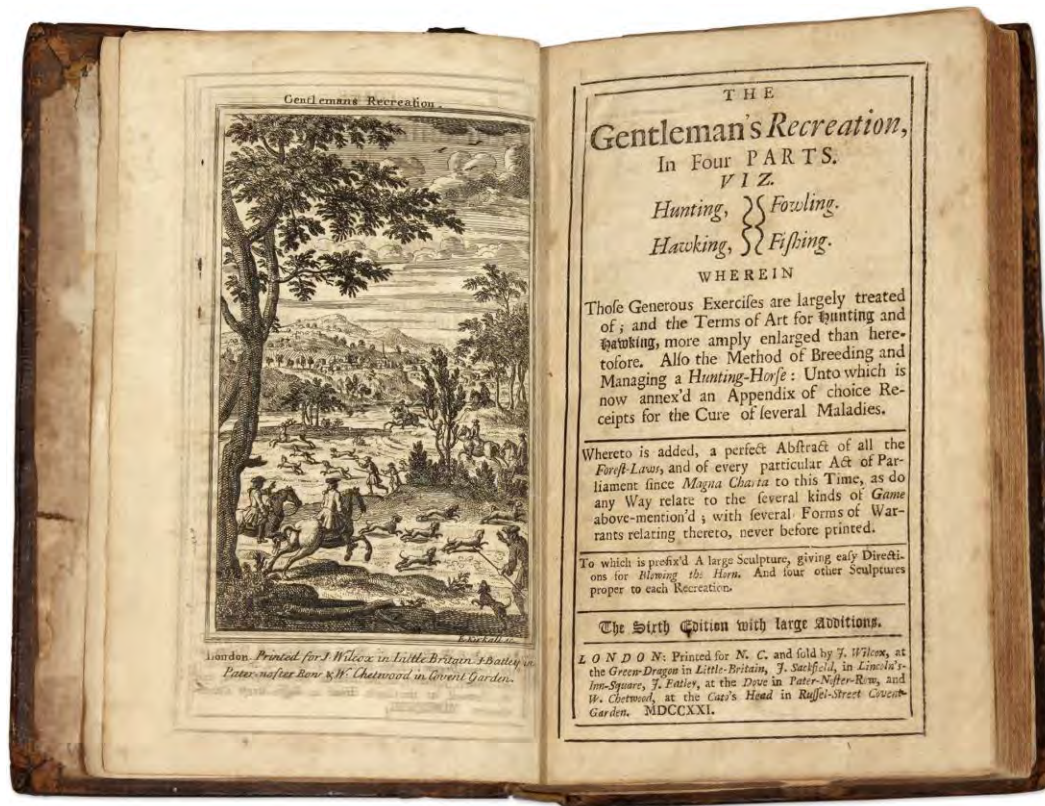 Gentlemans Recreation.
E. Kirkall sc.
London. Printed for J. Wilcox in Little Britain J. Batley in
Pater-noster Row & W. Chetwood in Covent Garden.
THE
Gentleman's Recreation,
In Four PARTS.
VIZ.
Hunting, Fowling.
Hawking, Fiſhing.
WHEREIN
Thoſe Generous Exerciſes are largely treated
of; and the Terms of Art for Hunting and
Hawking, more amply enlarged than here-
tofore. Alſo the Method of Breeding and
Managing a Hunting-Horſe: Unto which is
now annex'd an Appendix of choice Re-
ceipts for the Cure of ſeveral Maladies.
Whereto is added, a perfect Abſtract of all the
Foreſt-Laws, and of every particular Act of Par-
liament ſince Magna Charta to this Time, as do
any Way relate to the ſeveral kinds of Game
above-mention'd; with ſeveral Forms of War-
rants relating thereto, never before printed.
To which is prefix'd A large Sculpture, giving eaſy Directi-
ons for Blowing the Horn. And four other Sculptures
proper to each Recreation.
The Sixth Edition with large Additions.
LONDON: Printed for N. C. and ſold by J. Wilcox, at
the Green-Dragon in Little-Britain, J. Sackfield, in Lincoln's-
Inn-Square, J. Batley, at the Dove in Pater-Noſter-Row, and
W. Chetwood, at the Cato's Head in Ruſſel-Street Covent-
Garden. MDCCXXI.